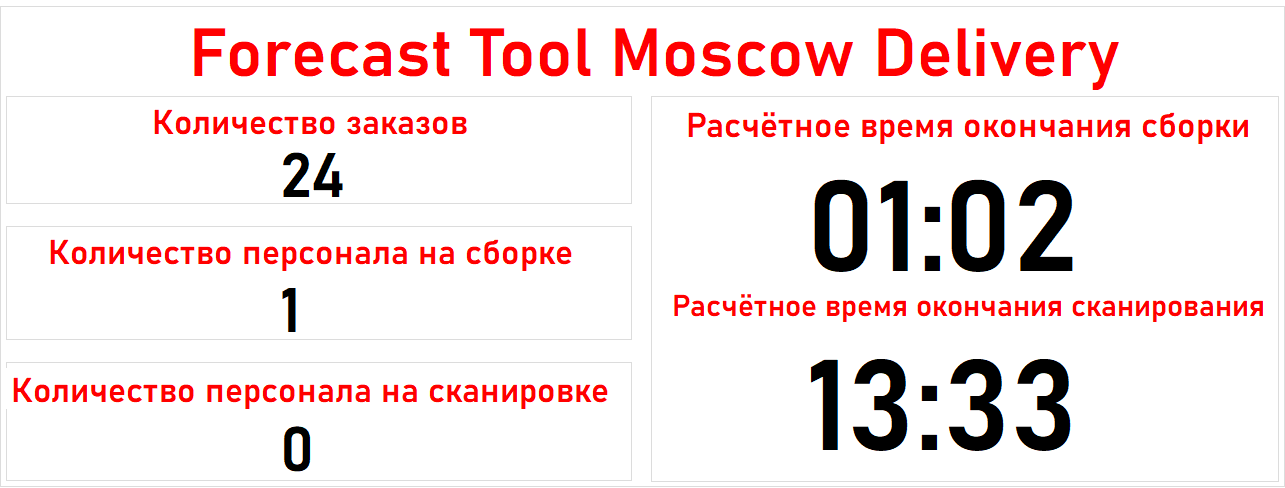 Forecast Tool Moscow Delivery
Количество заказов
24
Количество персонала на сборке
1
Количество персонала на сканировке
0
Расчётное время окончания сборки
01:02
Расчётное время окончания сканирования
13:33